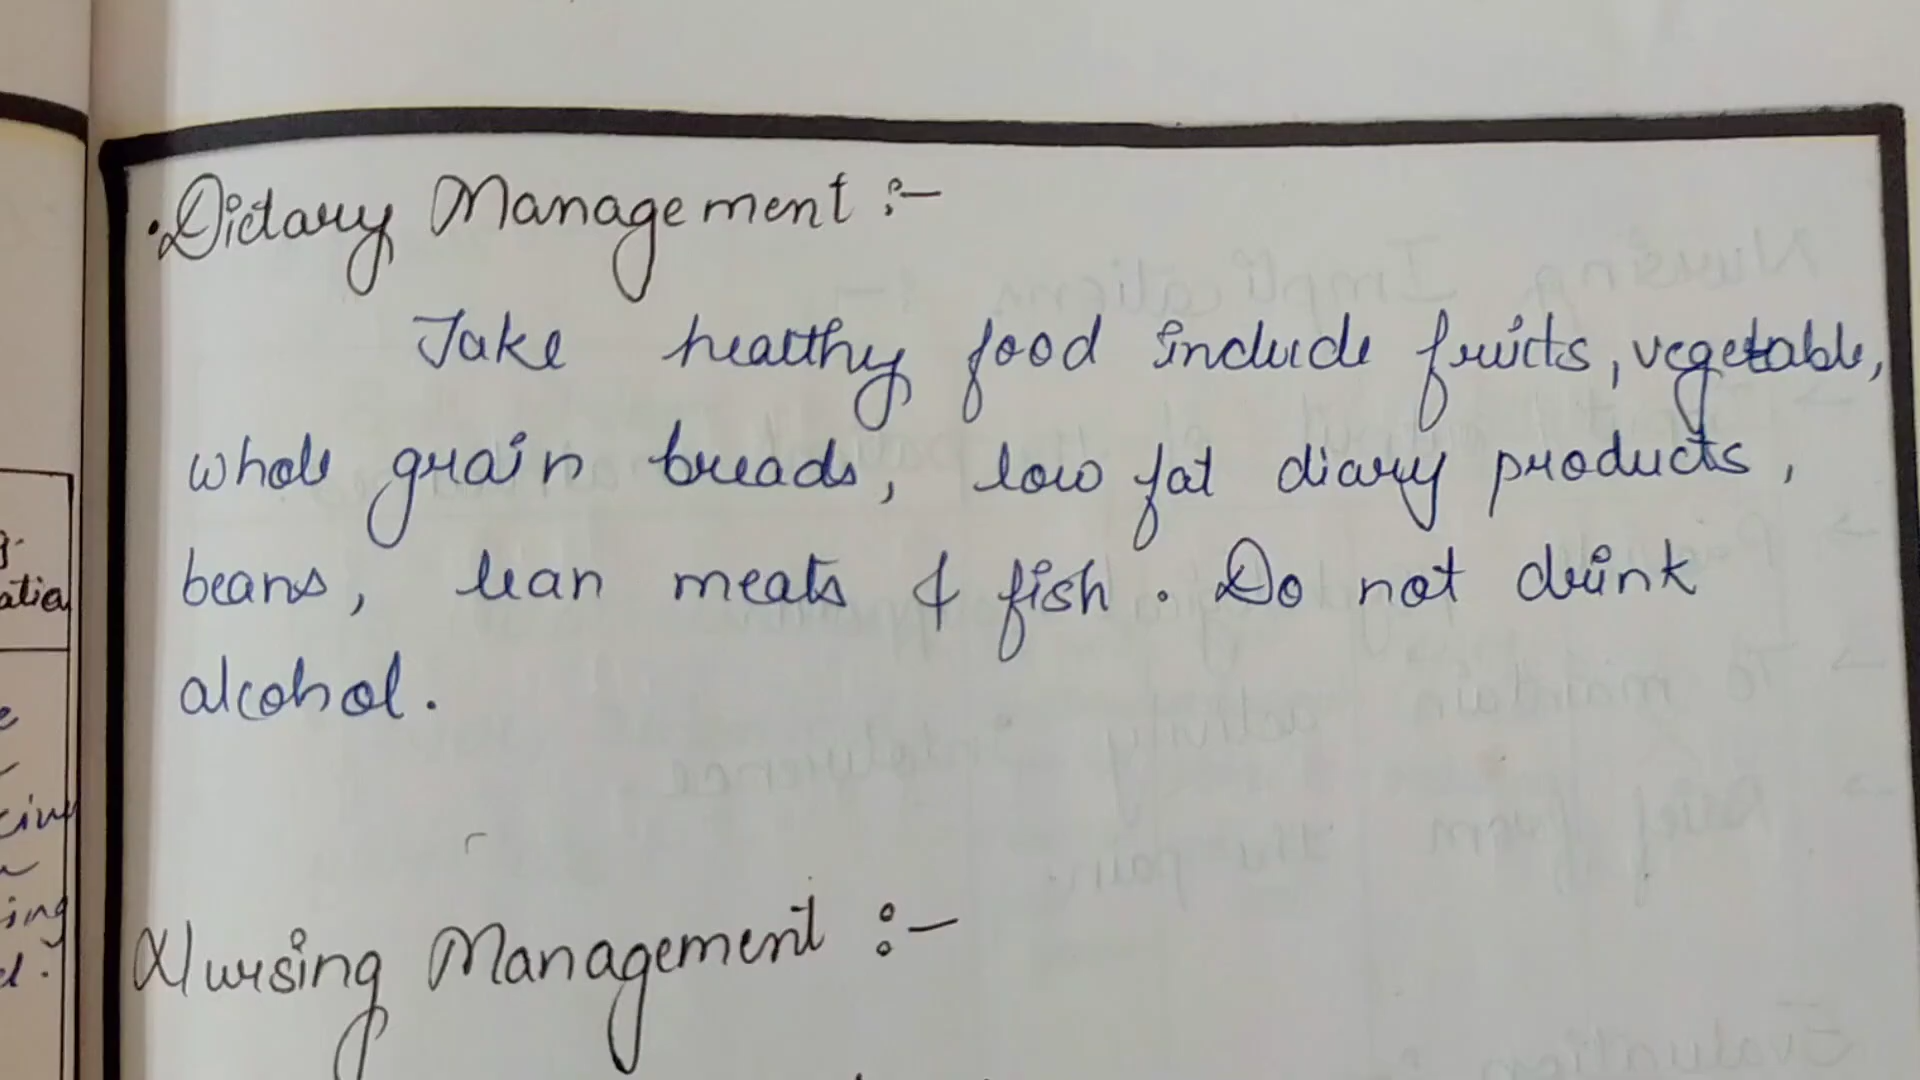 • Dietary Management :-
Take healthy food include fruits, vegetable,
whole grain breads, low fat diary products,
beans, lean meats & fish. Do not drink
alcohol.
Nursing Management :-